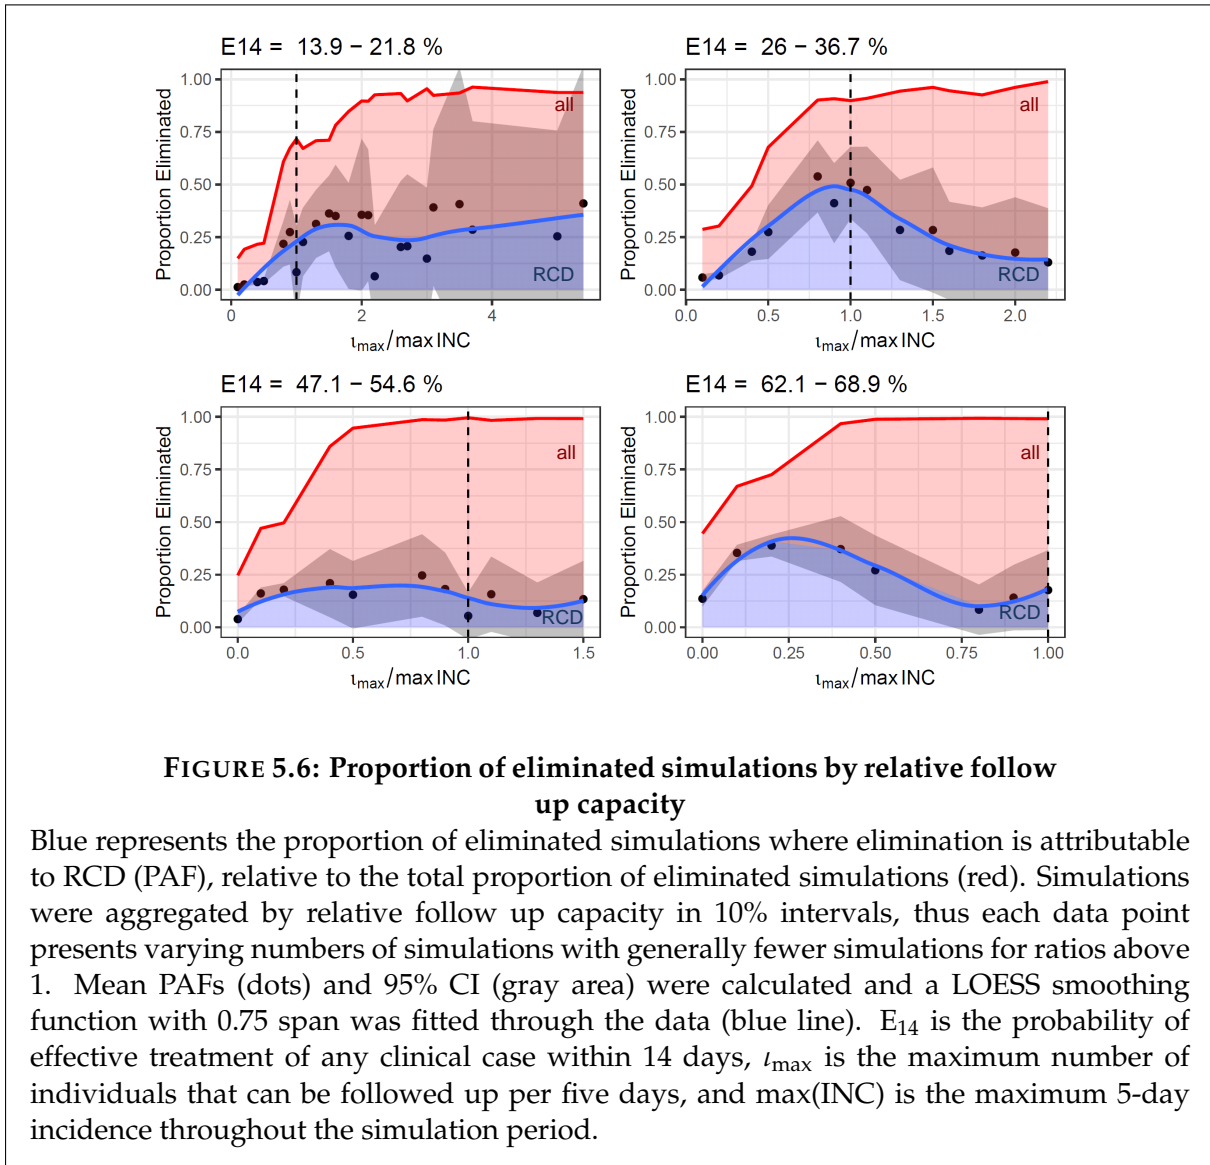 E14 = 13.9 − 21.8 %
1.00
0.75
0.50
0.25
0.00
Proportion Eliminated
all
RCD
0
2
4
ιmax/max INC
E14 = 26 − 36.7 %
1.00
0.75
0.50
0.25
0.00
Proportion Eliminated
all
RCD
0.0
0.5
1.0
1.5
2.0
ιmax/max INC
E14 = 47.1 − 54.6 %
1.00
0.75
0.50
0.25
0.00
Proportion Eliminated
all
RCD
0.0
0.5
1.0
1.5
ιmax/max INC
E14 = 62.1 − 68.9 %
1.00
0.75
0.50
0.25
0.00
Proportion Eliminated
all
RCD
0.00
0.25
0.50
0.75
1.00
ιmax/max INC
FIGURE 5.6: Proportion of eliminated simulations by relative follow
up capacity
Blue represents the proportion of eliminated simulations where elimination is attributable
to RCD (PAF), relative to the total proportion of eliminated simulations (red). Simulations
were aggregated by relative follow up capacity in 10% intervals, thus each data point
presents varying numbers of simulations with generally fewer simulations for ratios above
1. Mean PAFs (dots) and 95% CI (gray area) were calculated and a LOESS smoothing
function with 0.75 span was fitted through the data (blue line). E14 is the probability of
effective treatment of any clinical case within 14 days, ιmax is the maximum number of
individuals that can be followed up per five days, and max(INC) is the maximum 5-day
incidence throughout the simulation period.